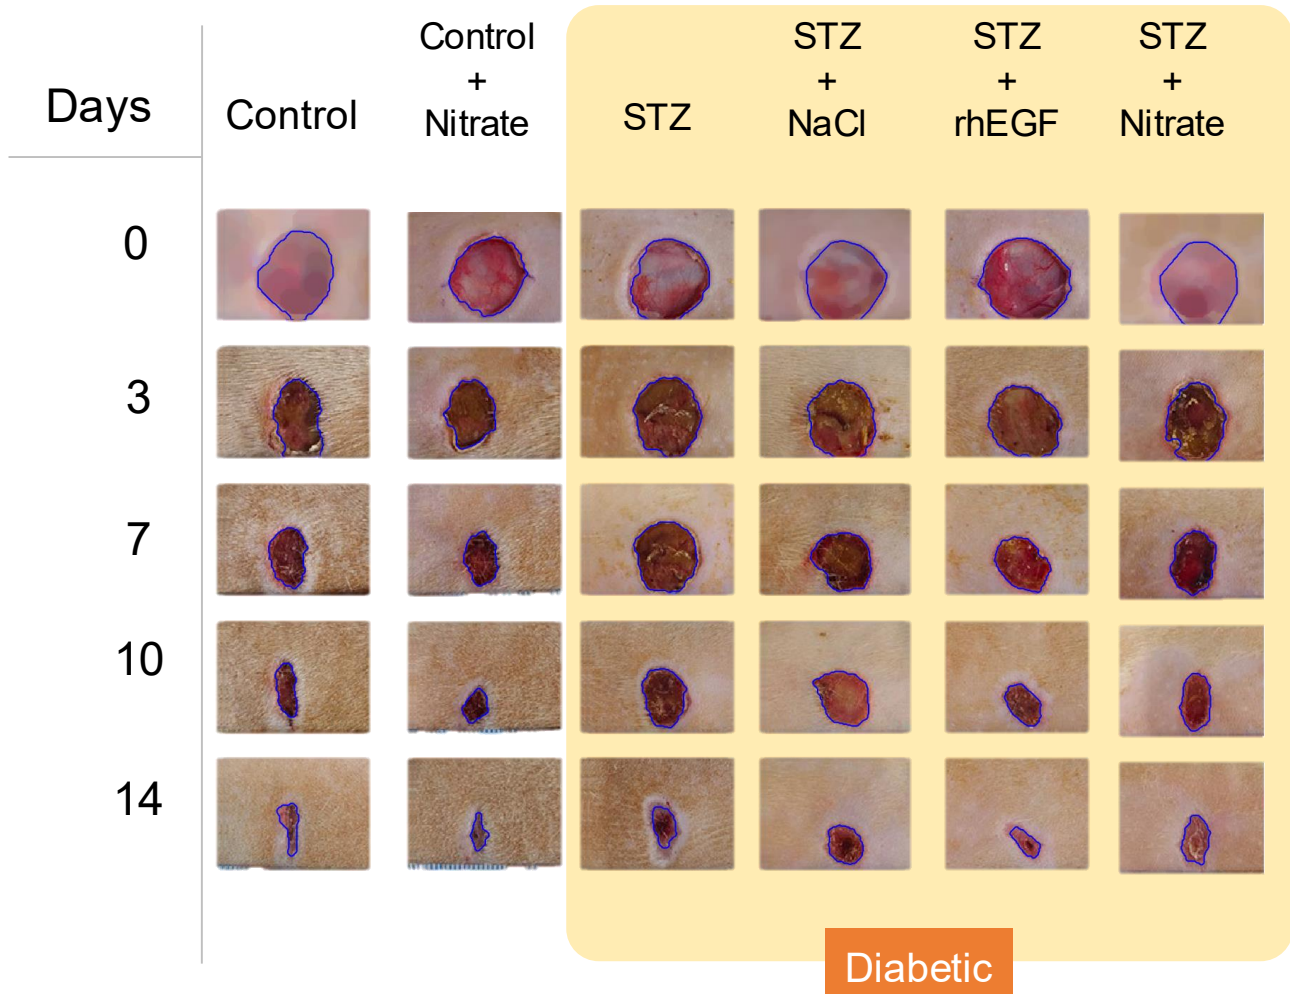 Days
Control
Control
+
Nitrate
STZ
STZ
+
NaCl
STZ
+
rhEGF
STZ
+
Nitrate
0
3
7
10
14
Diabetic